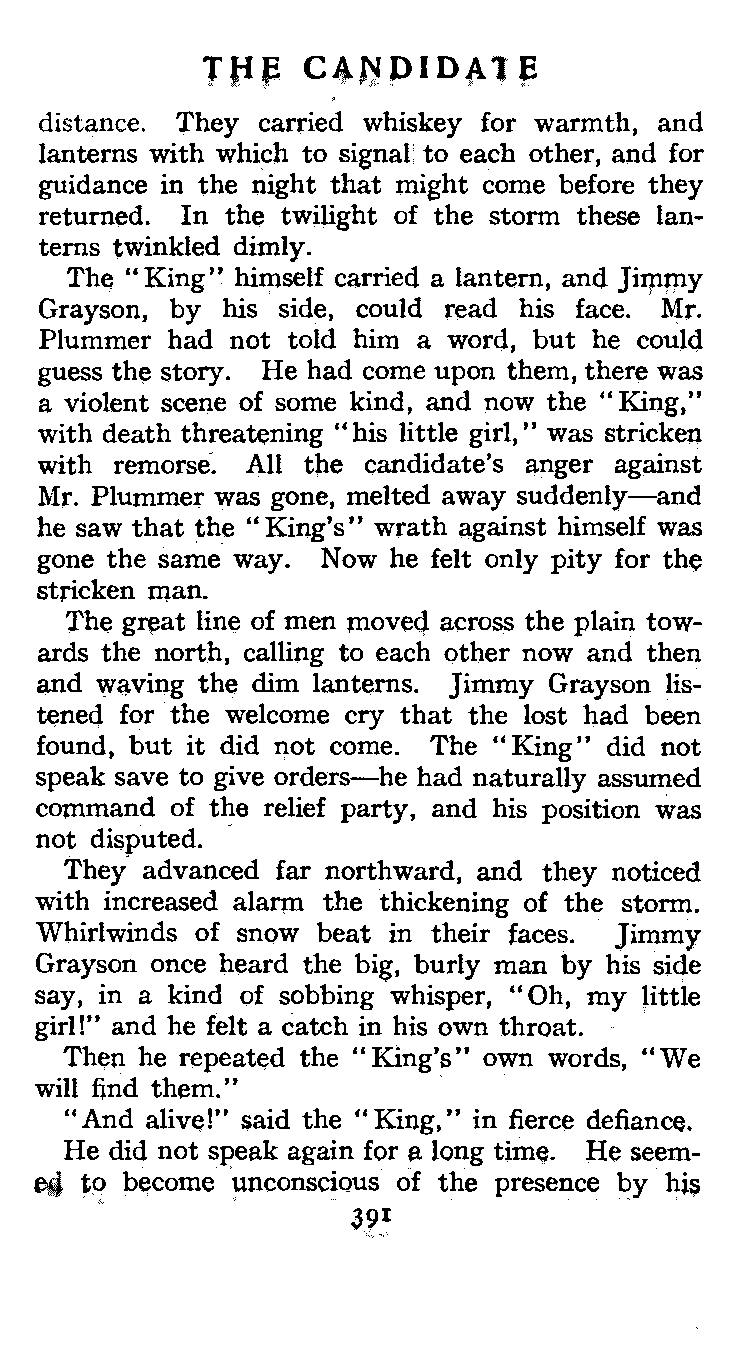 THE CANDIDATE
distance. They carried whiskey for warmth, and
lanterns with which to signal to each other, and for
guidance in the night that might come before they
returned. In the twilight of the storm these lan-
terns twinkled dimly.
The "King" himself carried a lantern, and Jimmy
Grayson, by his side, could read his face. Mr.
Plummer had not told him a word, but he could
guess the story. He had come upon them, there was
a violent scene of some kind, and now the "King,"
with death threatening "his little girl," was stricken
with remorse. All the candidate's anger against
Mr. Plummer was gone, melted away suddenly—and
he saw that the "King's" wrath against himself was
gone the same way. Now he felt only pity for the
stricken man.
The great line of men moved across the plain tow-
ards the north, calling to each other now and then
and waving the dim lanterns. Jimmy Grayson lis-
tened for the welcome cry that the lost had been
found, but it did not come. The "King" did not
speak save to give orders—he had naturally assumed
command of the relief party, and his position was
not disputed.
They advanced far northward, and they noticed
with increased alarm the thickening of the storm.
Whirlwinds of snow beat in their faces. Jimmy
Grayson once heard the big, burly man by his side
say, in a kind of sobbing whisper, "Oh, my little
girl!" and he felt a catch in his own throat.
Then he repeated the "King's" own words, "We
will find them."
"And alive!" said the "King," in fierce defiance.
He did not speak again for a long time. He seem-
ed to become unconscious of the presence by his
391